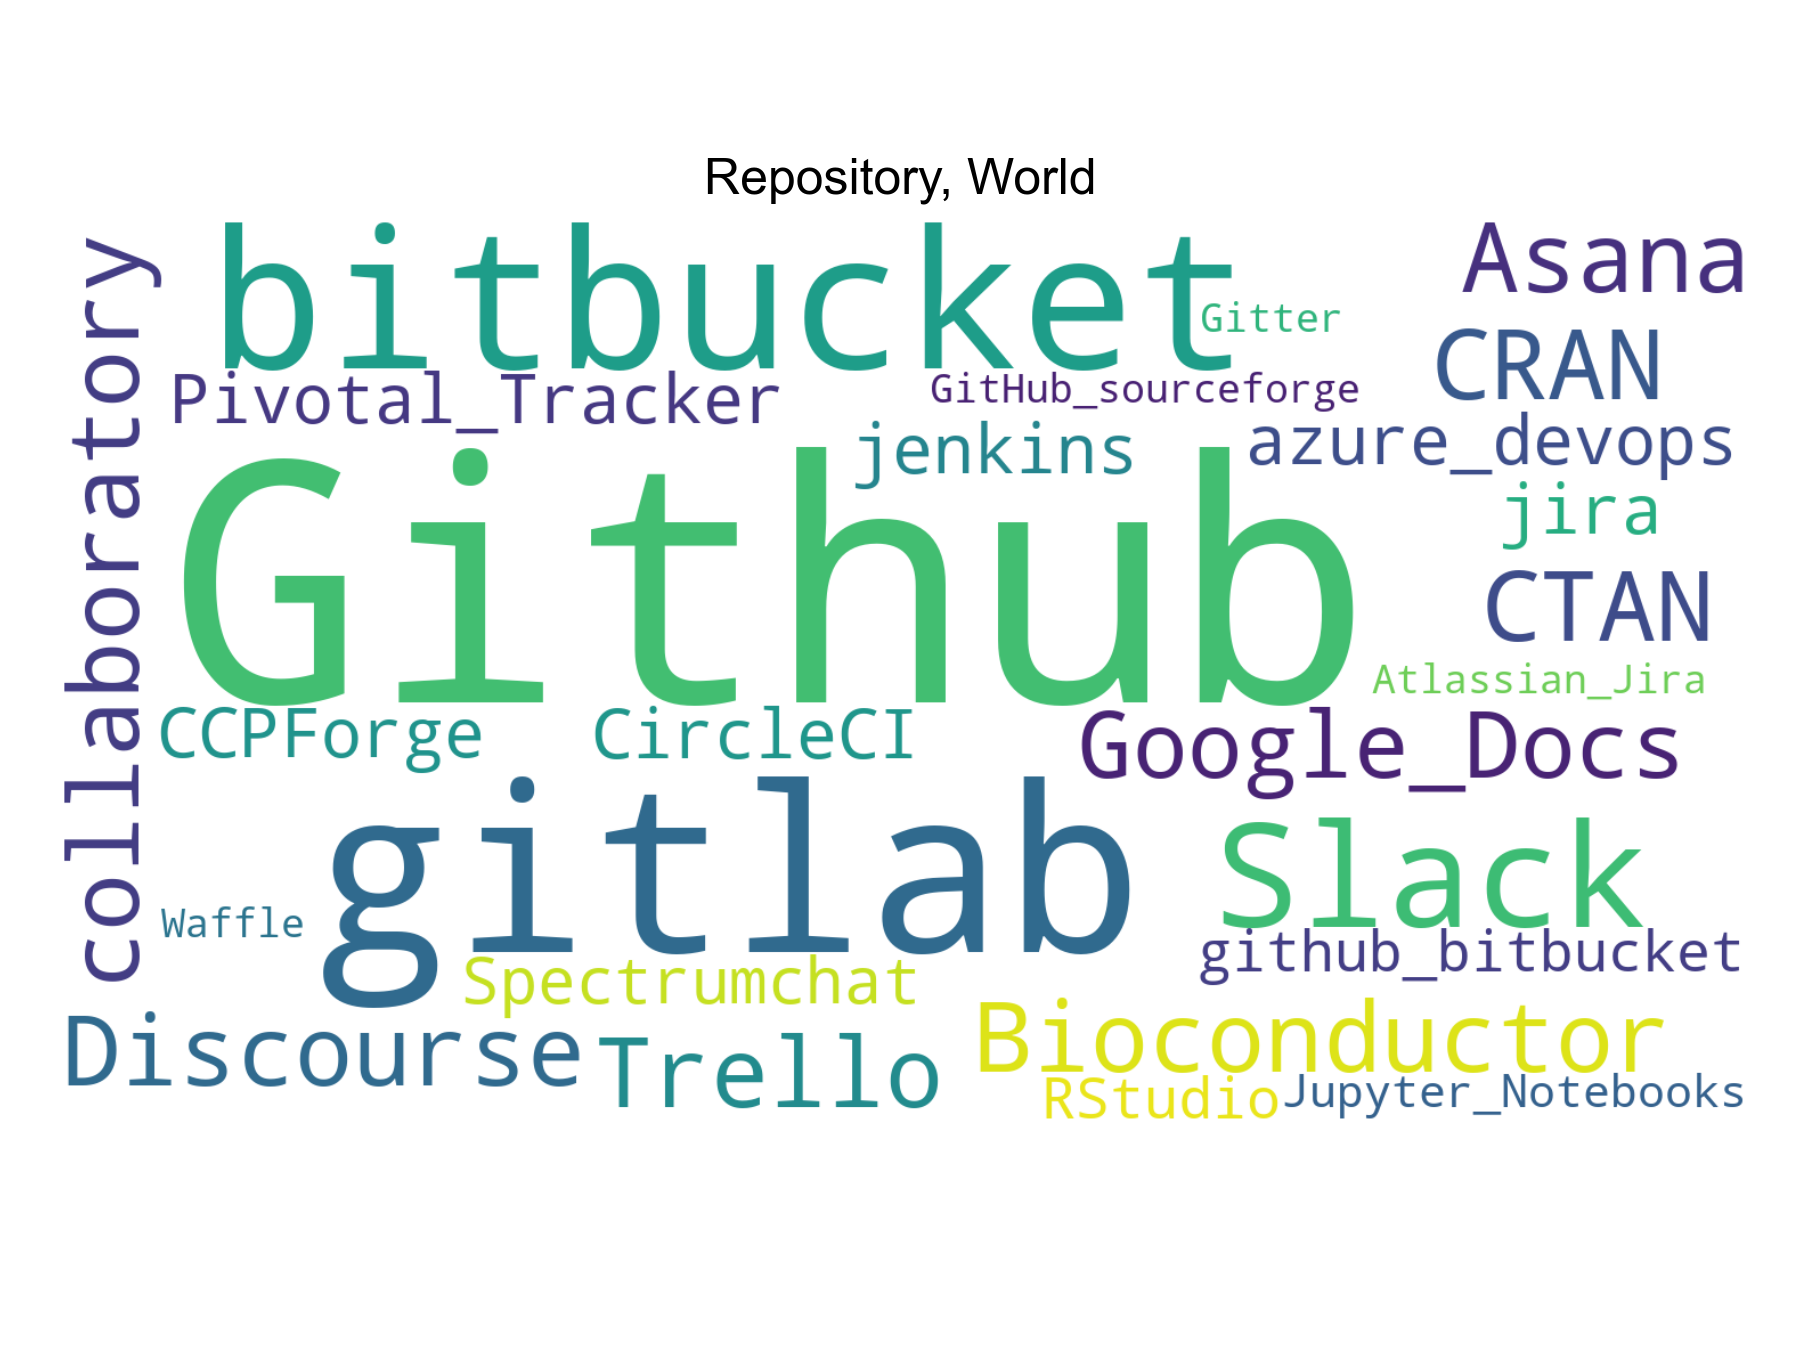 Repository, World
collaboratory
bitbucket
Gitter
Asana
CRAN
Pivotal_Tracker
GitHub_sourceforge
jenkins
azure_devops
jira
Github
CTAN
Atlassian_Jira
CCPForge
CircleCI
Google_Docs
gitlab
Slack
Waffle
github_bitbucket
Spectrumchat
Discourse
Trello
Bioconductor
RStudio
Jupyter_Notebooks